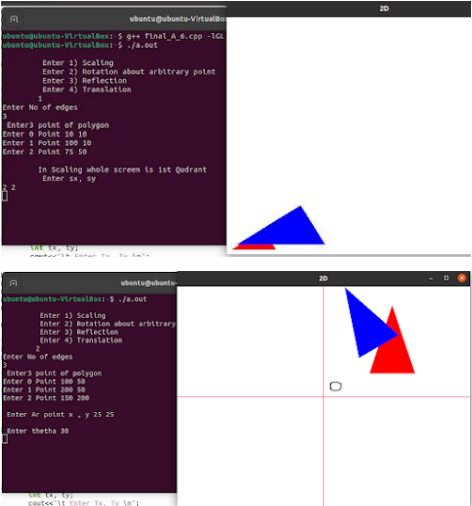 ubuntu@ubuntu-VirtualBox:
2D
ubuntu@ubuntu-VirtualBox:~$ g++ final_A_6.cpp -lGL
ubuntu@ubuntu-VirtualBox:~$ ./a.out
Enter 1) Scaling
Enter 2) Rotation about arbitrary point
Enter 3) Reflection
Enter 4) Translation
1
Enter No of edges
3
Enter3 point of polygon
Enter 0 Point 10 10
Enter 1 Point 100 10
Enter 2 Point 75 50
In Scaling whole screen is 1st Qudrant
Enter sx, sy
2 2
int tx, ty;
cout<<"\t Enter Tx, Ty \n";
ubuntu@ubuntu-
2D
ubuntu@ubuntu-VirtualBox:~$ ./a.out
Enter 1) Scaling
Enter 2) Rotation about arbitrary
Enter 3) Reflection
Enter 4) Translation
2
Enter No of edges
3
Enter3 point of polygon
Enter 0 Point 100 50
Enter 1 Point 200 50
Enter 2 Point 150 200
Enter Ar point x , y 25 25
Enter thetha 30
int tx, ty;
cout<<"\t Enter Tx, Ty \n";